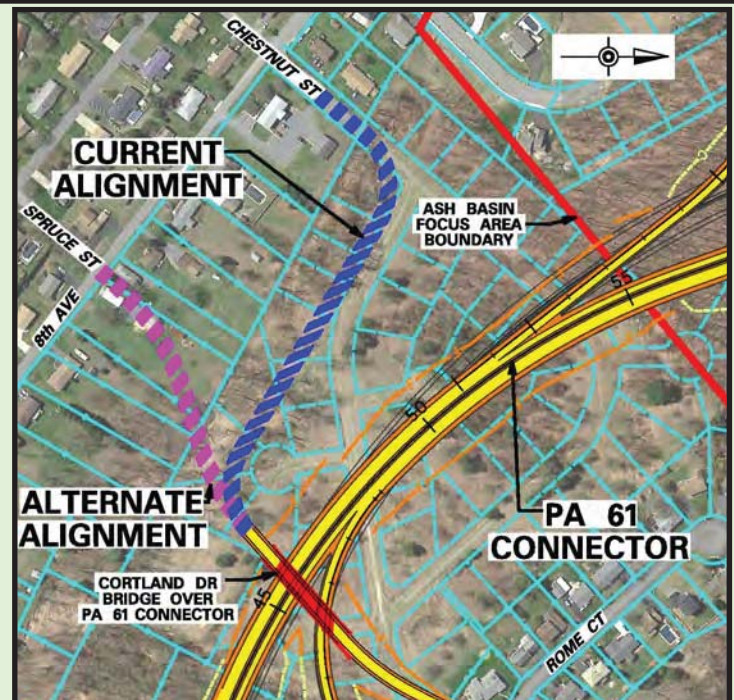 CHESTNUT ST
CURRENT
ALIGNMENT
SPRUCE ST
8th AVE
ASH BASIN
FOCUS AREA
BOUNDARY
55
50
ALTERNATE
ALIGNMENT
PA 61
CONNECTOR
CORTLAND DR
BRIDGE OVER
PA 61 CONNECTOR
45
ROME CT